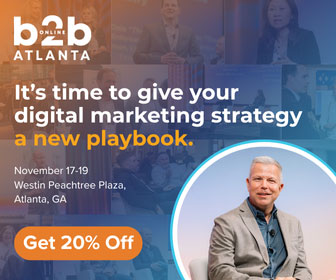 b2b
ONLINE
ATLANTA
It's time to give your
digital marketing strategy
a new playbook.
November 17-19
Westin Peachtree Plaza,
Atlanta, GA
Get 20% Off